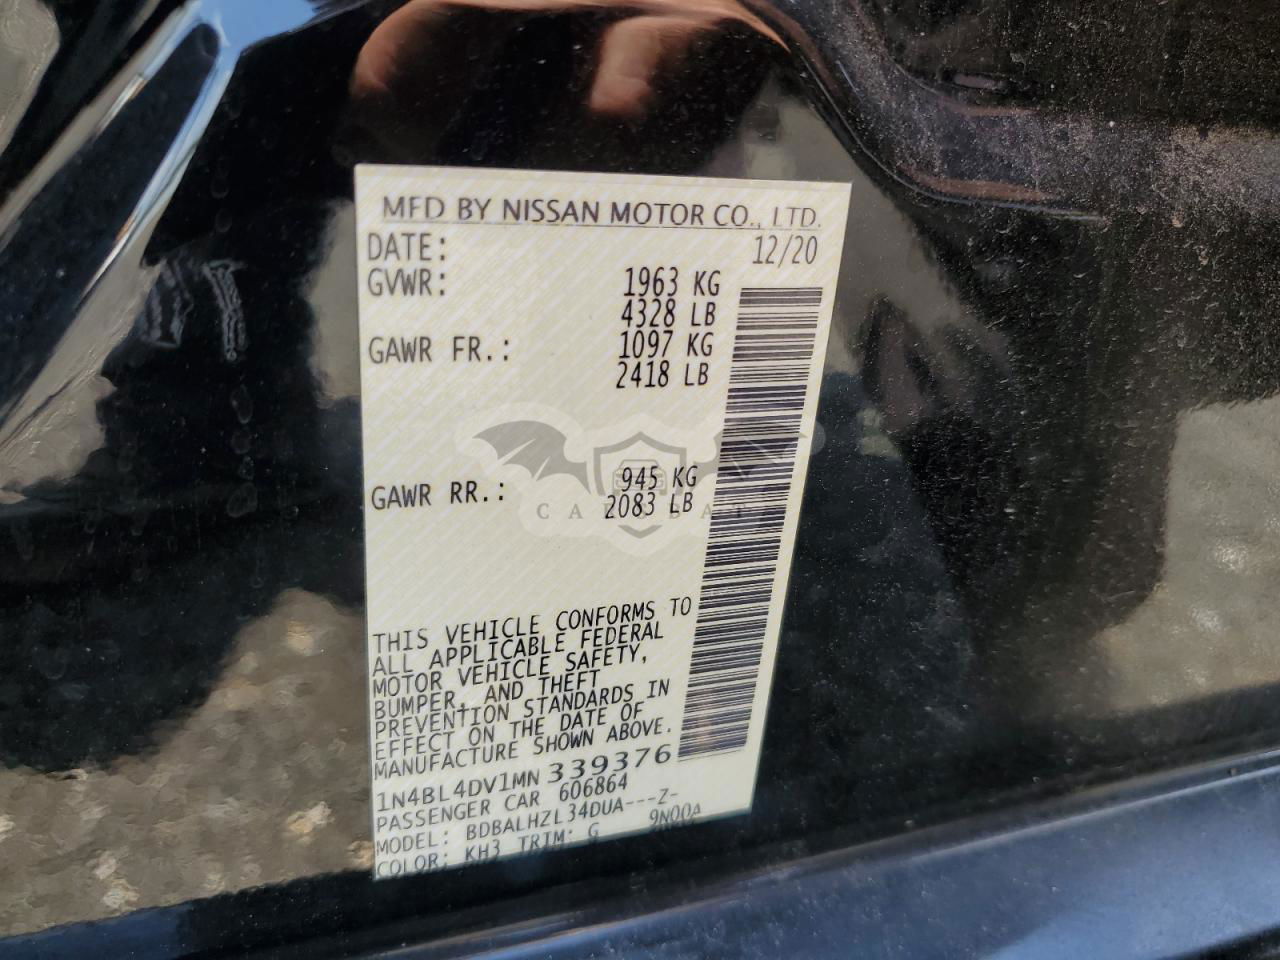 MFD BY NISSAN MOTOR CO., LTD.
DATE: 12/20
GVWR: 1963 KG
4328 LB
GAWR FR.: 1097 KG
2418 LB
GAWR RR.: 945 KG
2083 LB
THIS VEHICLE CONFORMS TO
ALL APPLICABLE FEDERAL
MOTOR VEHICLE SAFETY,
BUMPER, AND THEFT
PREVENTION STANDARDS IN
EFFECT ON THE DATE OF
MANUFACTURE SHOWN ABOVE.
1N4BL4DV1MN339376
PASSENGER CAR 606864
MODEL: BDBALHZL34DUA---Z-
COLOR: KH3 TRIM: G 9N00A